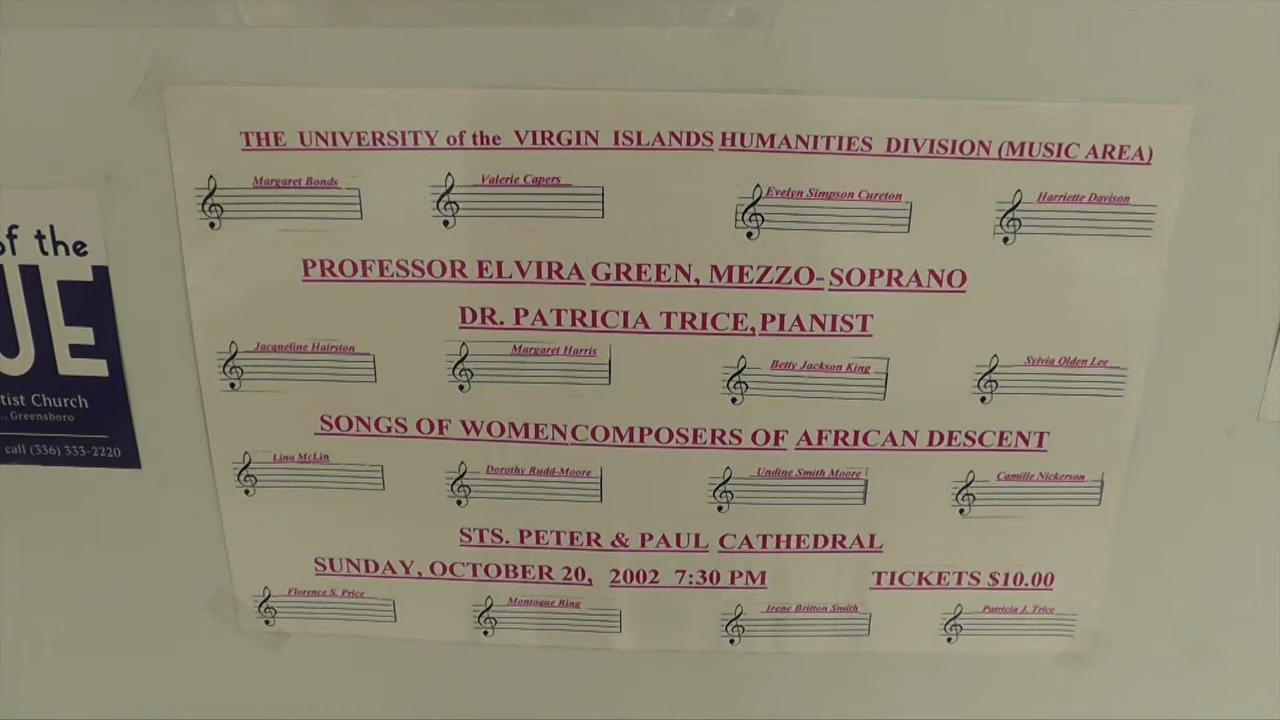 THE UNIVERSITY of the VIRGIN ISLANDS HUMANITIES DIVISION (MUSIC AREA)
Margaret Bonds
Valerie Capers
Evelyn Simpson Cureton
Harriette Davison
PROFESSOR ELVIRA GREEN, MEZZO-SOPRANO
DR. PATRICIA TRICE, PIANIST
Jacqueline Hairston
Margaret Harris
Betty Jackson King
Sylvia Olden Lee
SONGS OF WOMEN COMPOSERS OF AFRICAN DESCENT
Lina McLin
Dorothy Rudd-Moore
Undine Smith Moore
Camille Nickerson
STS. PETER & PAUL CATHEDRAL
SUNDAY, OCTOBER 20, 2002 7:30 PM TICKETS $10.00
Florence S. Price
Montague Ring
Irene Britton Smith
Patricia J. Trice
of the
UE
tist Church
., Greensboro
call (336) 333-2220